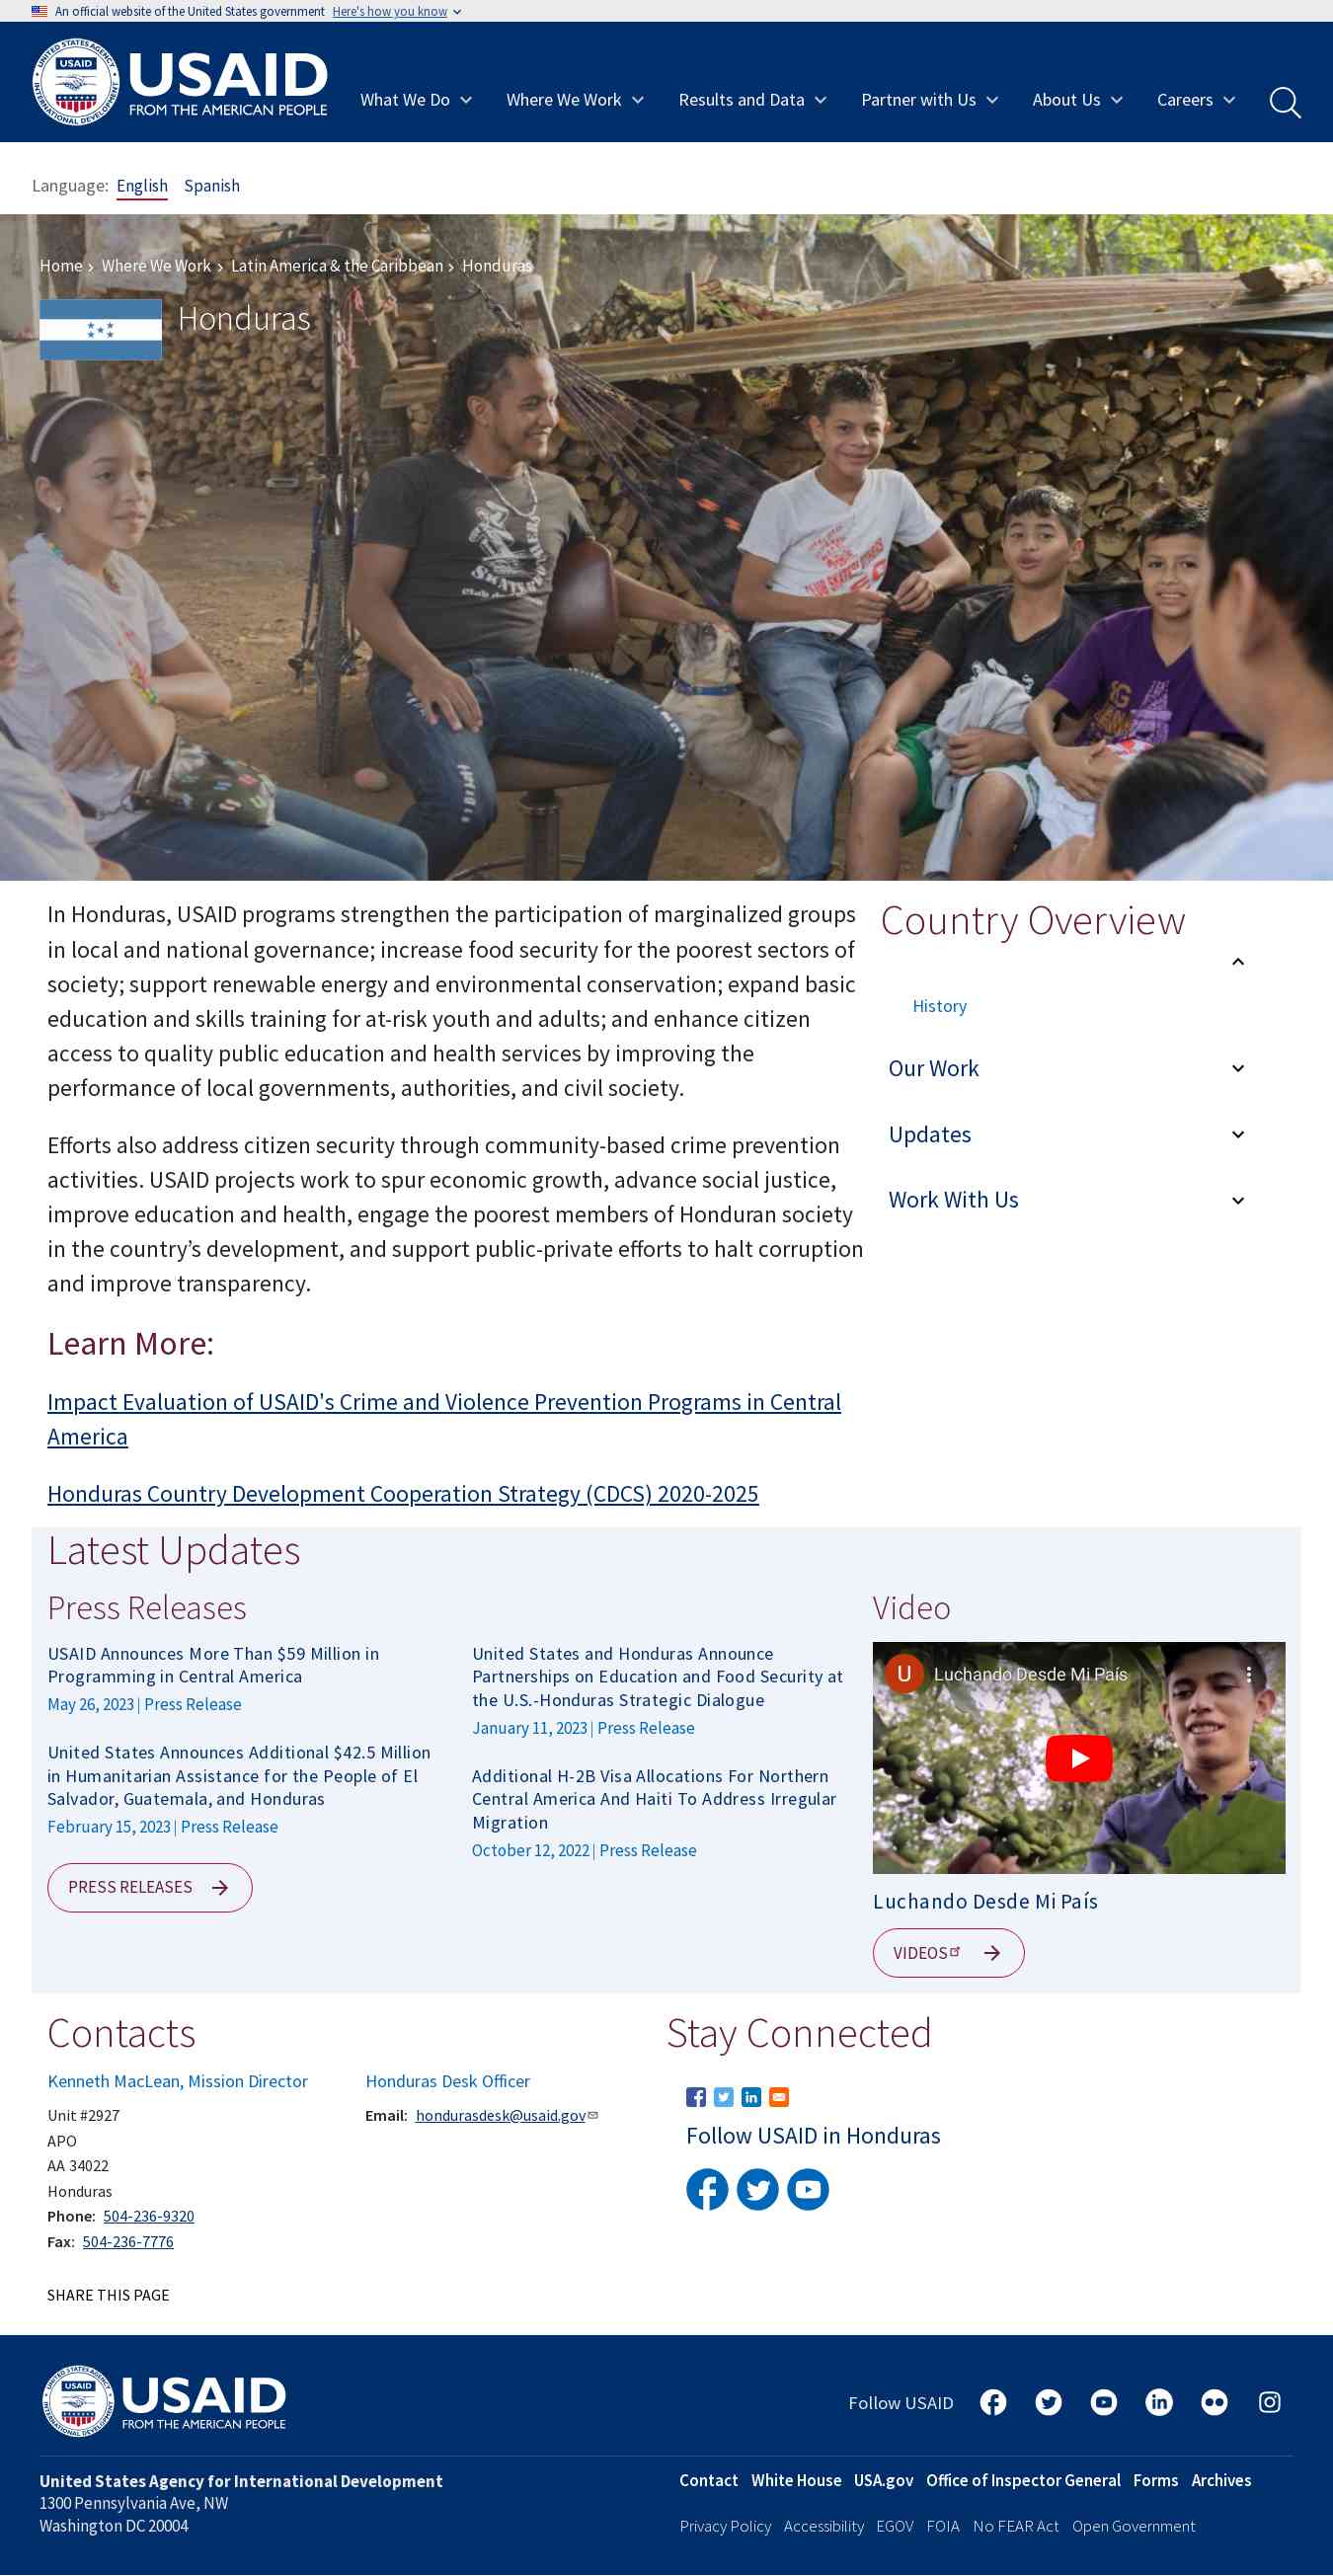 An official website of the United States government Here's how you know
USAID
FROM THE AMERICAN PEOPLE
What We Do Where We Work Results and Data Partner with Us About Us Careers
Language: English Spanish
Home Where We Work Latin America & the Caribbean Honduras
Honduras
In Honduras, USAID programs strengthen the participation of marginalized groups
in local and national governance; increase food security for the poorest sectors of
society; support renewable energy and environmental conservation; expand basic
education and skills training for at-risk youth and adults; and enhance citizen
access to quality public education and health services by improving the
performance of local governments, authorities, and civil society.
Efforts also address citizen security through community-based crime prevention
activities. USAID projects work to spur economic growth, advance social justice,
improve education and health, engage the poorest members of Honduran society
in the country’s development, and support public-private efforts to halt corruption
and improve transparency.
Learn More:
Impact Evaluation of USAID's Crime and Violence Prevention Programs in Central
America
Honduras Country Development Cooperation Strategy (CDCS) 2020-2025
Country Overview
History
Our Work
Updates
Work With Us
Latest Updates
Press Releases
USAID Announces More Than $59 Million in
Programming in Central America
May 26, 2023 | Press Release
United States Announces Additional $42.5 Million
in Humanitarian Assistance for the People of El
Salvador, Guatemala, and Honduras
February 15, 2023 | Press Release
PRESS RELEASES
United States and Honduras Announce
Partnerships on Education and Food Security at
the U.S.-Honduras Strategic Dialogue
January 11, 2023 | Press Release
Additional H-2B Visa Allocations For Northern
Central America And Haiti To Address Irregular
Migration
October 12, 2022 | Press Release
Video
U Luchando Desde Mi País
Luchando Desde Mi País
VIDEOS
Contacts
Kenneth MacLean, Mission Director
Unit #2927
APO
AA 34022
Honduras
Phone: 504-236-9320
Fax: 504-236-7776
Honduras Desk Officer
Email: hondurasdesk@usaid.gov
Stay Connected
Follow USAID in Honduras
SHARE THIS PAGE
USAID
FROM THE AMERICAN PEOPLE
Follow USAID
United States Agency for International Development
1300 Pennsylvania Ave, NW
Washington DC 20004
Contact White House USA.gov Office of Inspector General Forms Archives
Privacy Policy Accessibility EGOV FOIA No FEAR Act Open Government